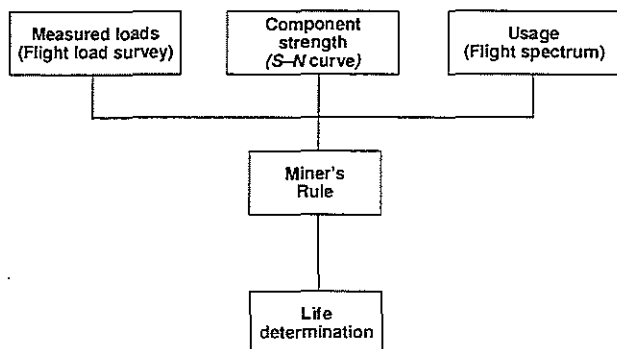 Measured loads
(Flight load survey)
Component
strength
(S–N curve)
Usage
(Flight spectrum)
Miner's
Rule
Life
determination